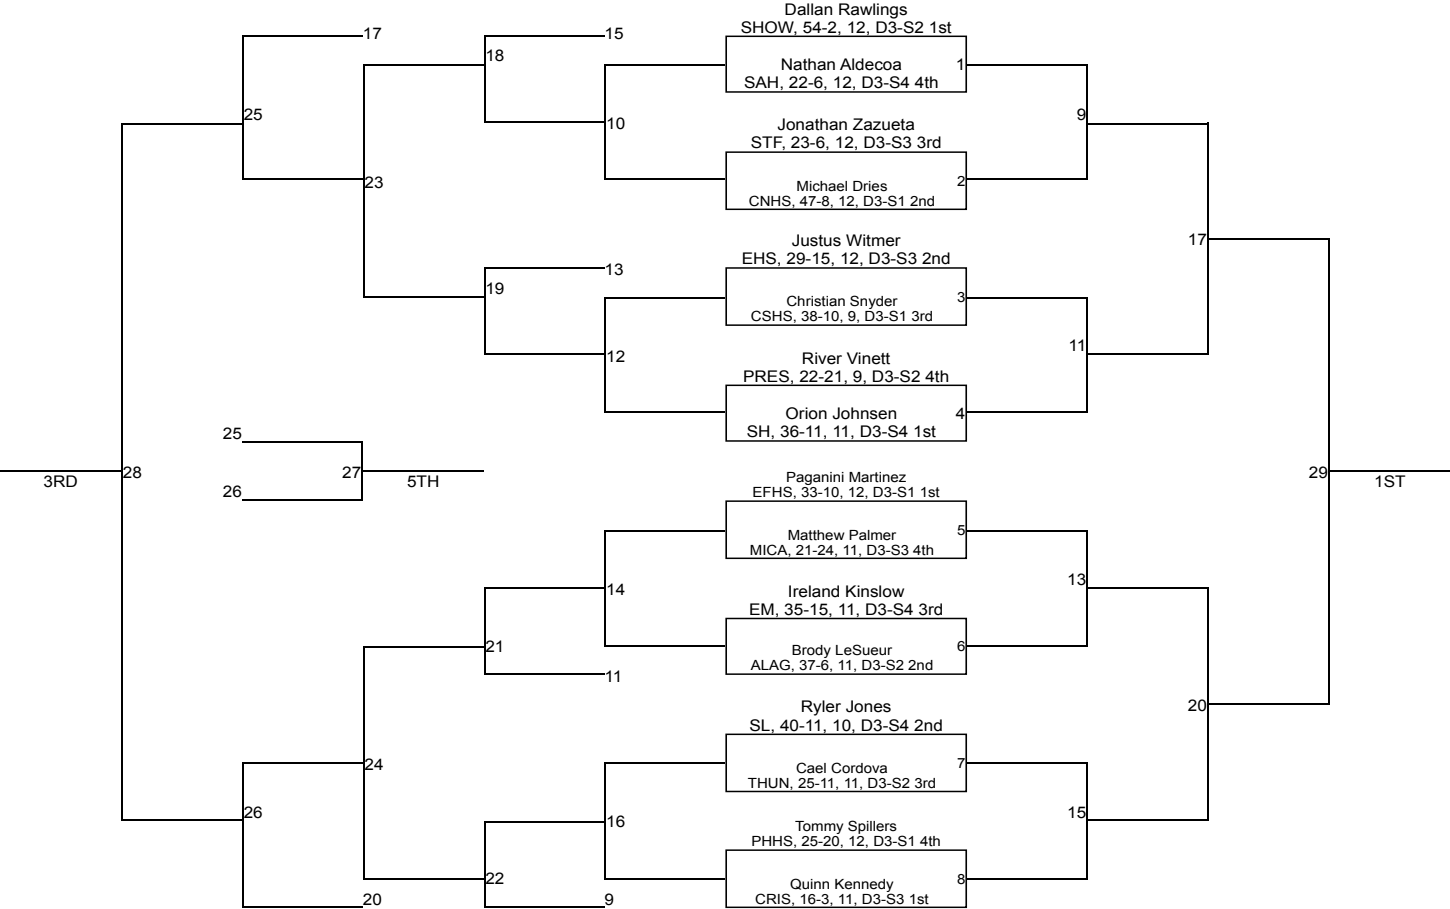 Dallan Rawlings
SHOW, 54-2, 12, D3-S2 1st
17
15
18
Nathan Aldecoa
1
SAH, 22-6, 12, D3-S4 4th
25
9
10
Jonathan Zazueta
STF, 23-6, 12, D3-S3 3rd
23
2
Michael Dries
CNHS, 47-8, 12, D3-S1 2nd
17
Justus Witmer
EHS, 29-15, 12, D3-S3 2nd
13
19
3
Christian Snyder
CSHS, 38-10, 9, D3-S1 3rd
11
12
River Vinett
PRES, 22-21, 9, D3-S2 4th
Orion Johnsen
4
SH, 36-11, 11, D3-S4 1st
25
28
27
29
3RD
5TH
1ST
Paganini Martinez
26
EFHS, 33-10, 12, D3-S1 1st
5
Matthew Palmer
MICA, 21-24, 11, D3-S3 4th
13
14
Ireland Kinslow
EM, 35-15, 11, D3-S4 3rd
21
6
Brody LeSueur
ALAG, 37-6, 11, D3-S2 2nd
11
20
Ryler Jones
SL, 40-11, 10, D3-S4 2nd
24
7
Cael Cordova
THUN, 25-11, 11, D3-S2 3rd
26
15
16
Tommy Spillers
PHHS, 25-20, 12, D3-S1 4th
22
8
Quinn Kennedy
20
9
CRIS, 16-3, 11, D3-S3 1st